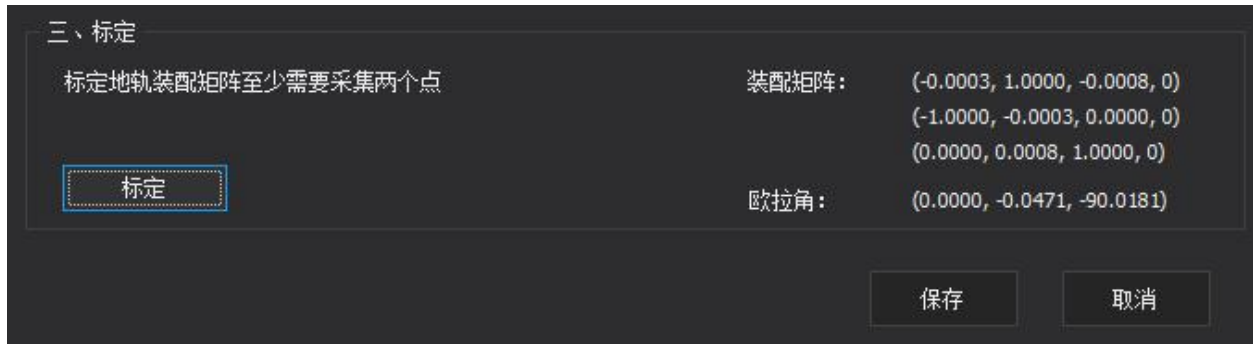 三、标定
标定地轨装配矩阵至少需要采集两个点
装配矩阵: (-0.0003, 1.0000, -0.0008, 0)
(-1.0000, -0.0003, 0.0000, 0)
(0.0000, 0.0008, 1.0000, 0)
标定
欧拉角: (0.0000, -0.0471, -90.0181)
保存
取消